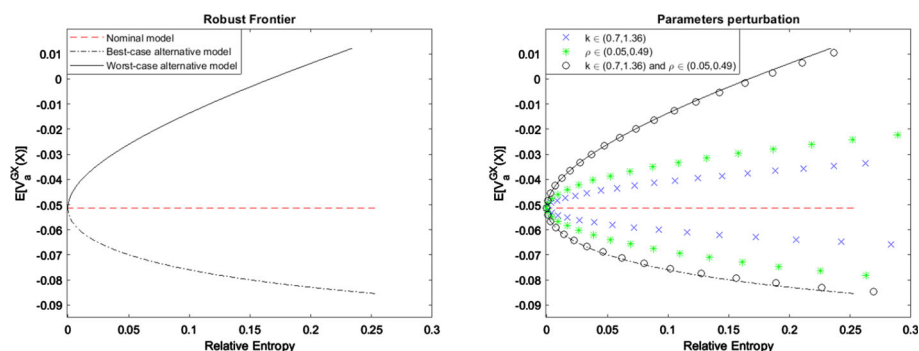 Robust Frontier
Nominal model
Best-case alternative model
Worst-case alternative model
0.01
0
-0.01
-0.02
-0.03
-0.04
-0.05
-0.06
-0.07
-0.08
-0.09
E[V_a^GX(X)]
0 0.05 0.1 0.15 0.2 0.25 0.3
Relative Entropy
Parameters perturbation
k ∈ (0.7,1.36)
ρ ∈ (0.05,0.49)
k ∈ (0.7,1.36) and ρ ∈ (0.05,0.49)
0.01
0
-0.01
-0.02
-0.03
-0.04
-0.05
-0.06
-0.07
-0.08
-0.09
E[V_a^GX(X)]
0 0.05 0.1 0.15 0.2 0.25 0.3
Relative Entropy